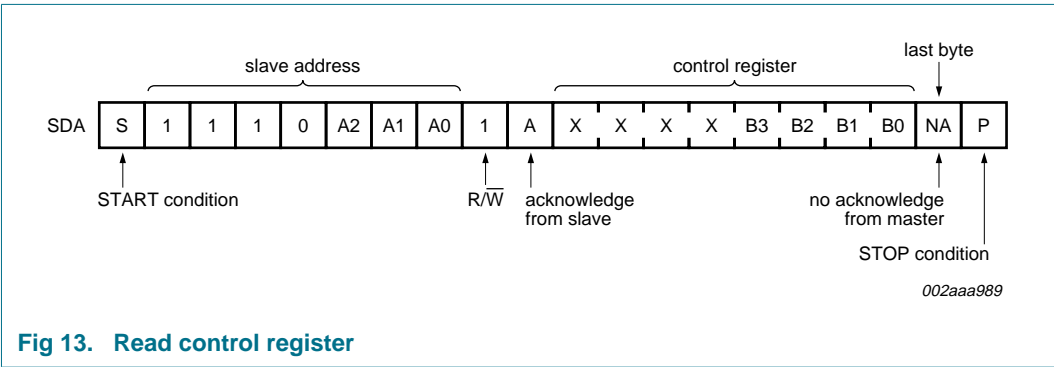 last byte
slave address control register
SDA S 1 1 1 0 A2 A1 A0 1 A X X X X B3 B2 B1 B0 NA P
START condition R/W̅ acknowledge from slave no acknowledge from master
STOP condition
002aaa989
Fig 13. Read control register